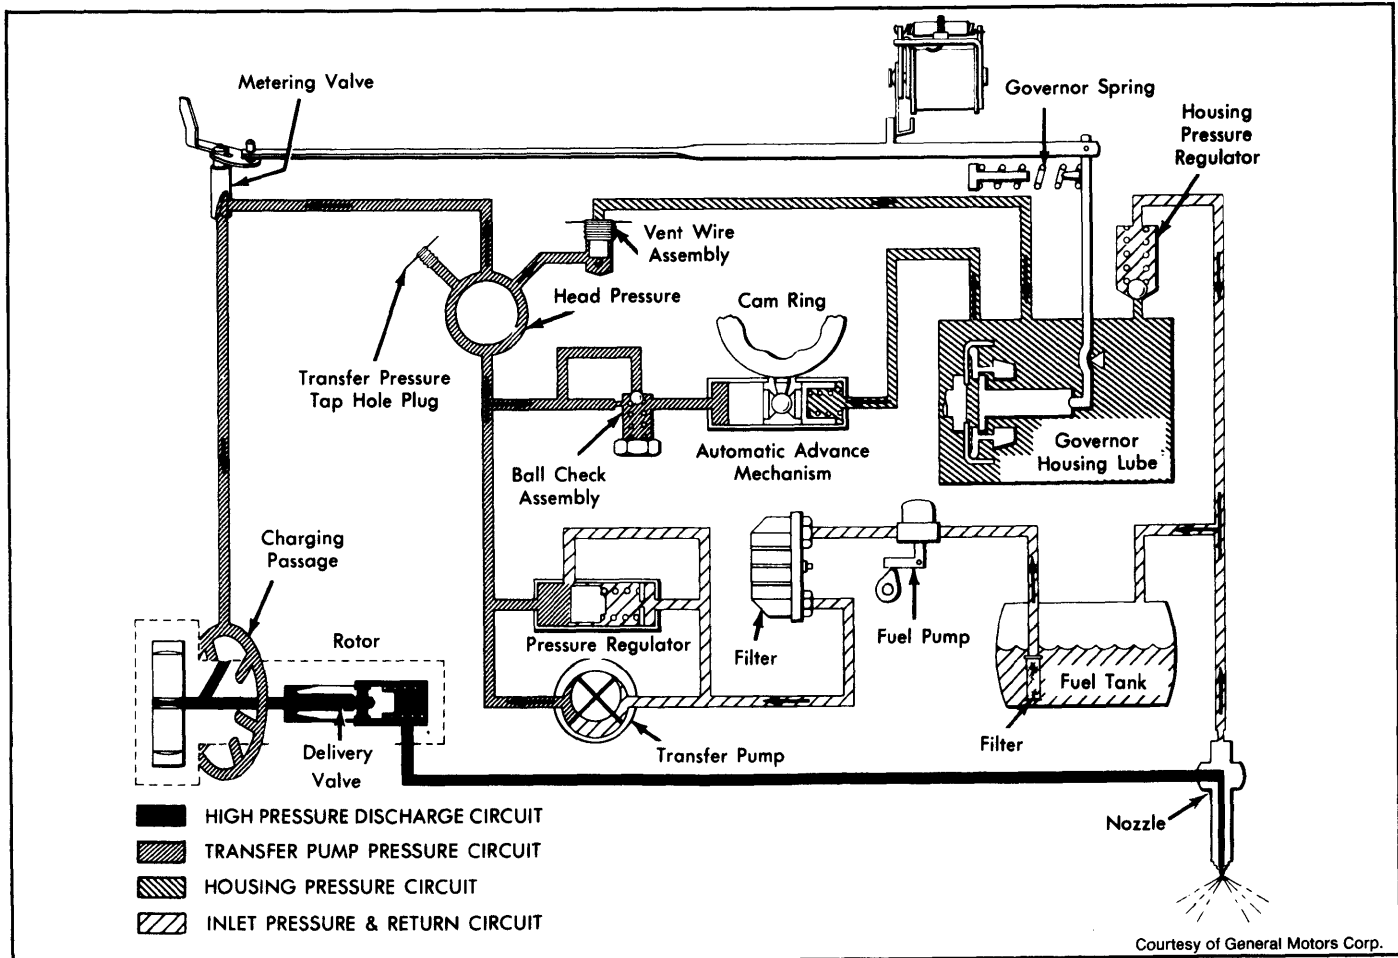 Metering Valve
Governor Spring
Housing
Pressure
Regulator
Vent Wire
Assembly
Head Pressure
Cam Ring
Transfer Pressure
Tap Hole Plug
Ball Check
Assembly
Automatic Advance
Mechanism
Governor
Housing Lube
Charging
Passage
Rotor
Pressure Regulator
Filter
Fuel Pump
Fuel Tank
Filter
Delivery
Valve
Transfer Pump
Nozzle
HIGH PRESSURE DISCHARGE CIRCUIT
TRANSFER PUMP PRESSURE CIRCUIT
HOUSING PRESSURE CIRCUIT
INLET PRESSURE & RETURN CIRCUIT
Courtesy of General Motors Corp.